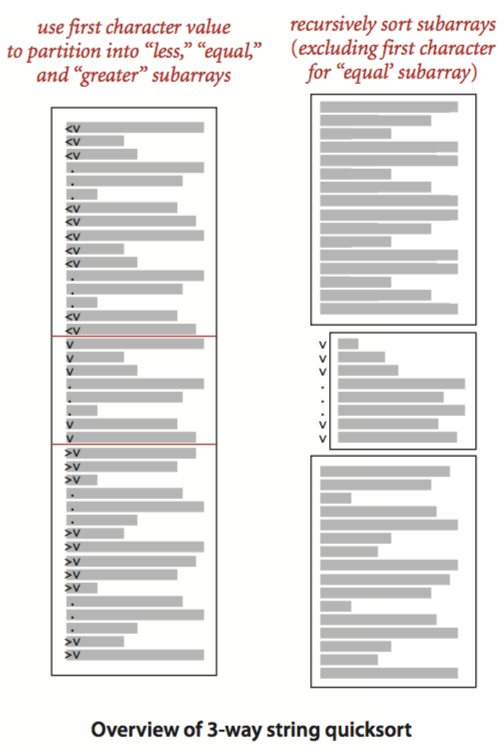 use first character value
to partition into “less,” “equal,”
and “greater” subarrays
<v
<v
<v
.
.
.
<v
<v
<v
<v
<v
.
.
.
<v
<v
v
v
v
.
.
.
v
v
>v
>v
>v
.
.
.
>v
>v
>v
>v
>v
.
.
.
>v
>v
recursively sort subarrays
(excluding first character
for “equal’ subarray)
v
v
v
.
.
.
v
v
Overview of 3-way string quicksort